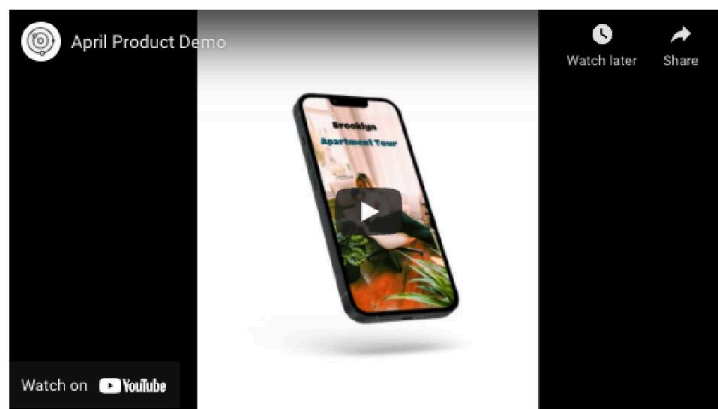 April Product Demo
Watch later
Share
Brooklyn
Apartment Tour
Watch on YouTube